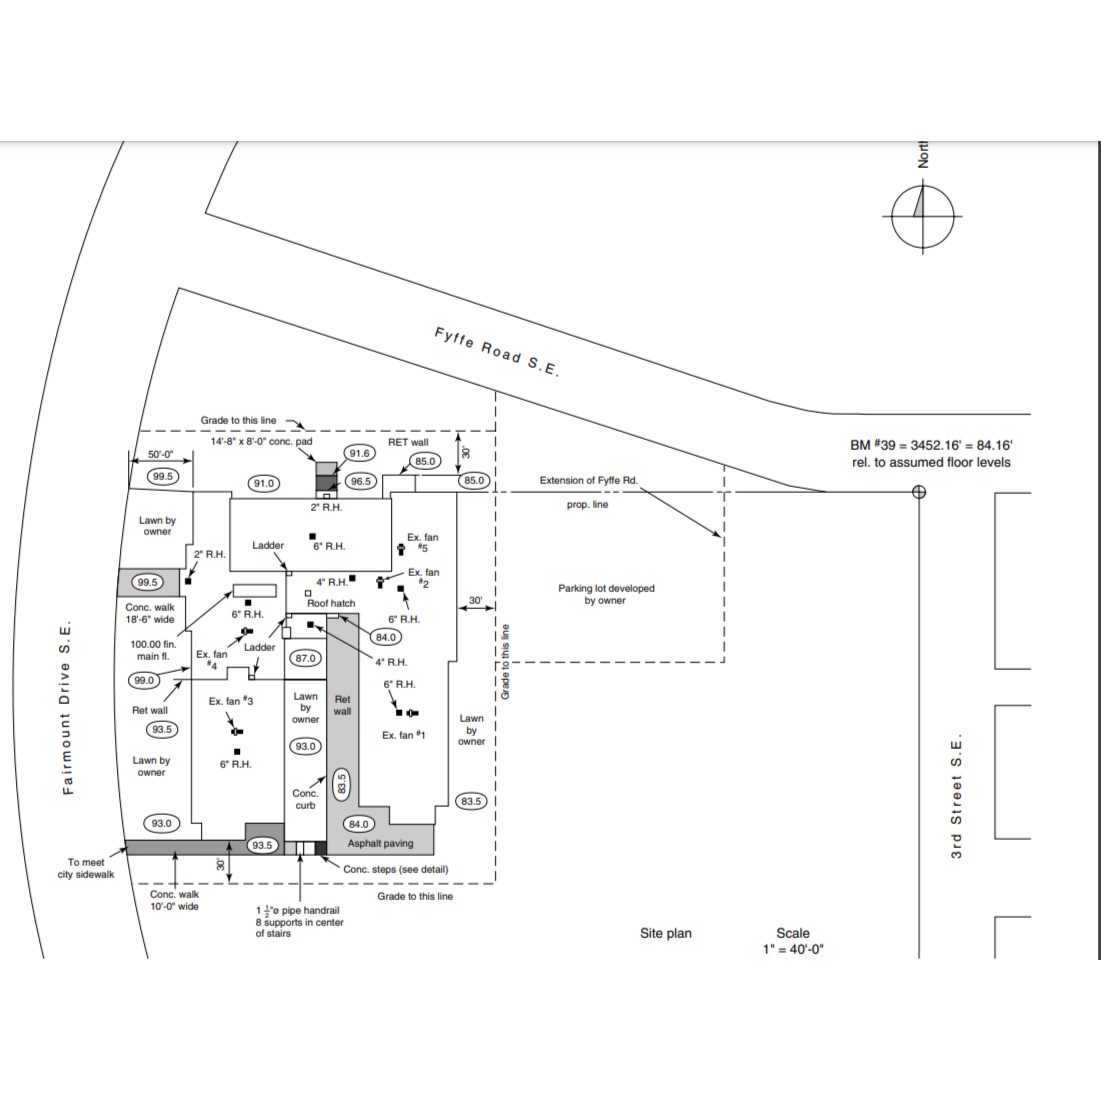 Nort
Fyffe Road S.E.
BM #39 = 3452.16' = 84.16'
rel. to assumed floor levels
Grade to this line
14'-8" x 8'-0" conc. pad
RET wall
30'
50'-0"
99.5
91.0
91.6
96.5
85.0
85.0
2" R.H.
Extension of Fyffe Rd.
prop. line
Lawn by
owner
2" R.H.
Ladder
6" R.H.
Ex. fan
#5
Ex. fan
#2
4" R.H.
Roof hatch
6" R.H.
30'
Parking lot developed
by owner
99.5
Conc. walk
18'-6" wide
6" R.H.
100.00 fin.
main fl.
Ex. fan
#4
Ladder
84.0
87.0
4" R.H.
Grade to this line
99.0
Ret wall
93.5
Lawn by
owner
93.0
Ex. fan #3
6" R.H.
Lawn
by
owner
93.0
Conc.
curb
Ret
wall
83.5
6" R.H.
Ex. fan #1
Lawn
by
owner
83.5
84.0
Asphalt paving
93.5
Fairmount Drive S.E.
3rd Street S.E.
To meet
city sidewalk
30'
Conc. steps (see detail)
Conc. walk
10'-0" wide
Grade to this line
1 1/2"ø pipe handrail
8 supports in center
of stairs
Site plan
Scale
1" = 40'-0"